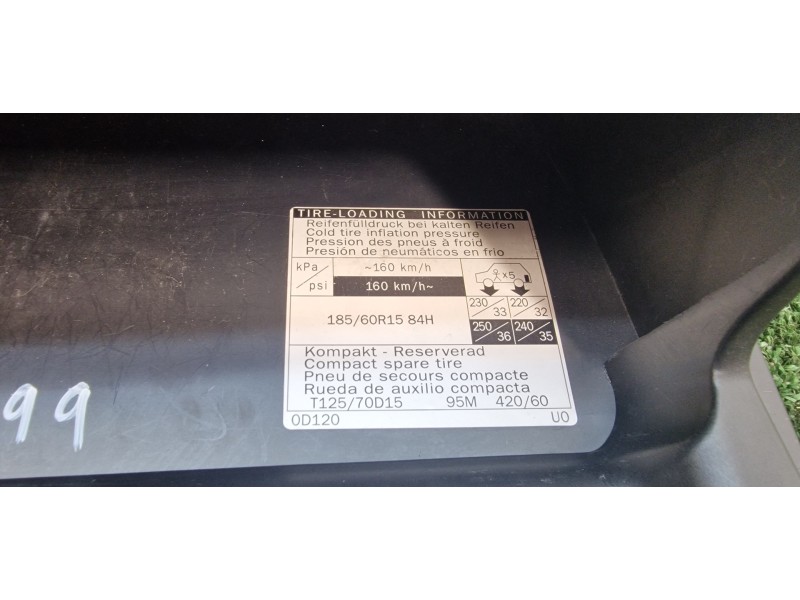 TIRE-LOADING INFORMATION
Reifenfülldruck bei kalten Reifen
Cold tire inflation pressure
Pression des pneus à froid
Presión de neumáticos en frio
kPa/psi
~160 km/h
160 km/h~
x5
185/60R15 84H
230/33 220/32
250/36 240/35
Kompakt - Reserverad
Compact spare tire
Pneu de secours compacte
Rueda de auxilio compacta
T125/70D15 95M 420/60
0D120 U0
99